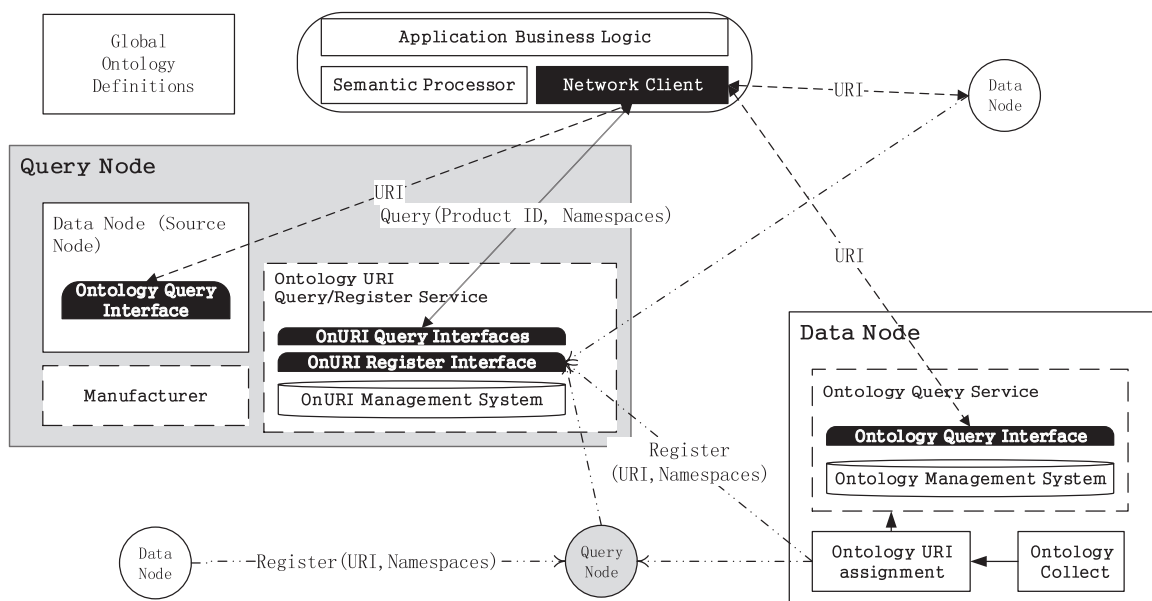 Global
Ontology
Definitions
Application Business Logic
Semantic Processor
Network Client
URI
Data
Node
Query Node
URI
Query(Product ID, Namespaces)
Data Node (Source
Node)
Ontology Query
Interface
Manufacturer
Ontology URI
Query/Register Service
OnURI Query Interfaces
OnURI Register Interface
OnURI Management System
URI
Data Node
Ontology Query Service
Ontology Query Interface
Ontology Management System
Register
(URI,Namespaces)
Data
Node
Register(URI,Namespaces)
Query
Node
Ontology URI
assignment
Ontology
Collect